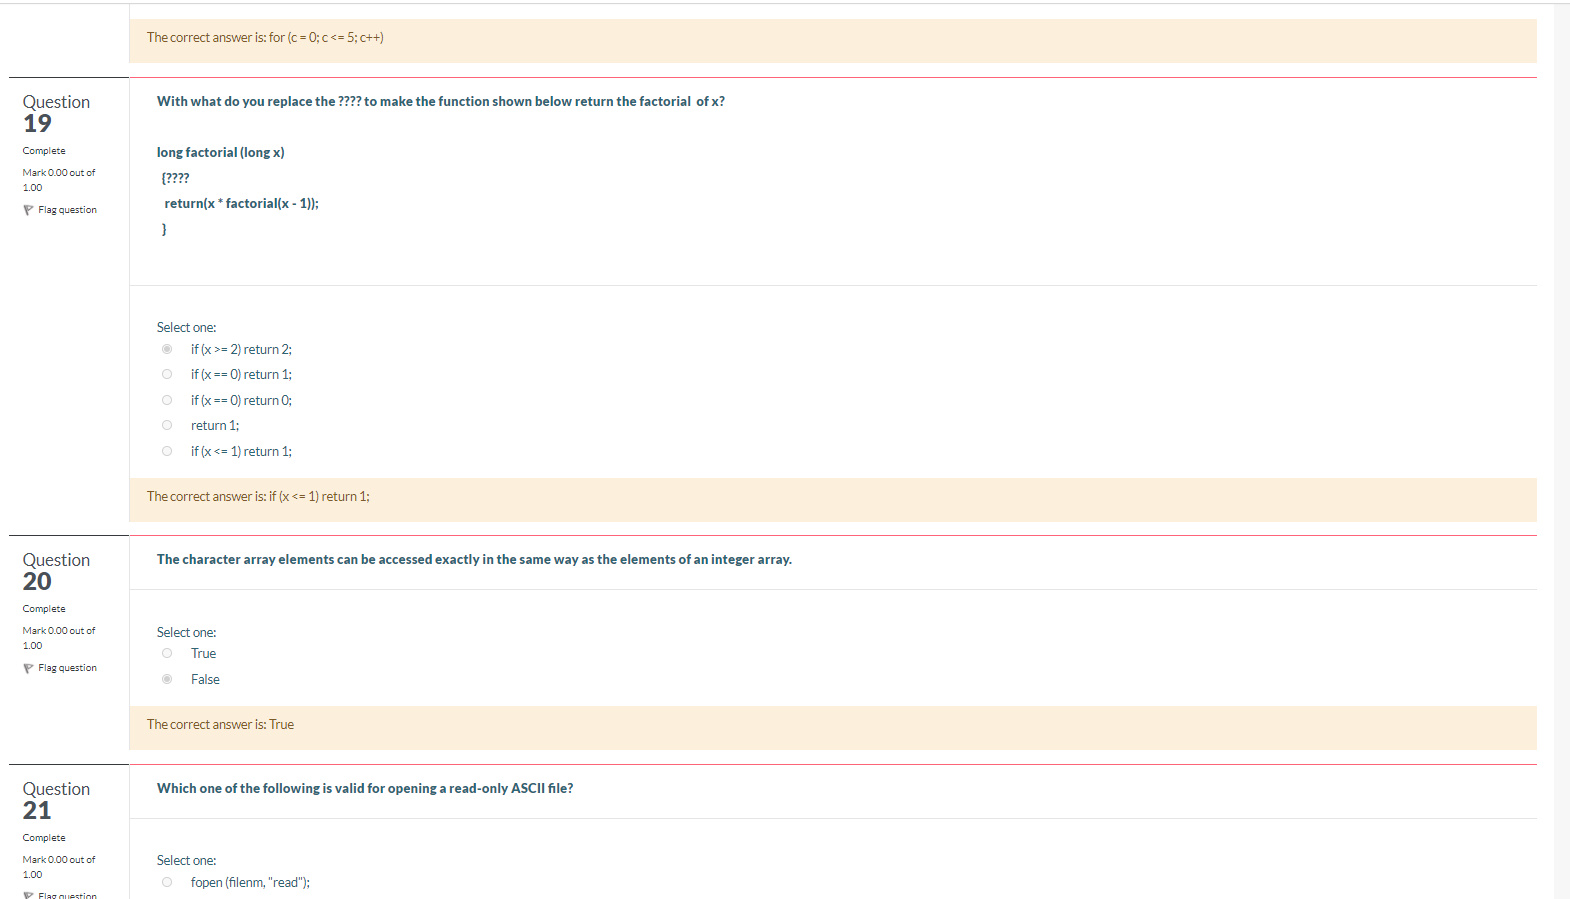 The correct answer is: for (c = 0; c <= 5; c++)
Question
19
Complete
Mark 0.00 out of
1.00
Flag question
With what do you replace the ???? to make the function shown below return the factorial of x?
long factorial (long x)
{????
return(x * factorial(x - 1));
}
Select one:
if (x >= 2) return 2;
if (x == 0) return 1;
if (x == 0) return 0;
return 1;
if (x <= 1) return 1;
The correct answer is: if (x <= 1) return 1;
Question
20
Complete
Mark 0.00 out of
1.00
Flag question
The character array elements can be accessed exactly in the same way as the elements of an integer array.
Select one:
True
False
The correct answer is: True
Question
21
Complete
Mark 0.00 out of
1.00
Flag question
Which one of the following is valid for opening a read-only ASCII file?
Select one:
fopen (filenm, "read");